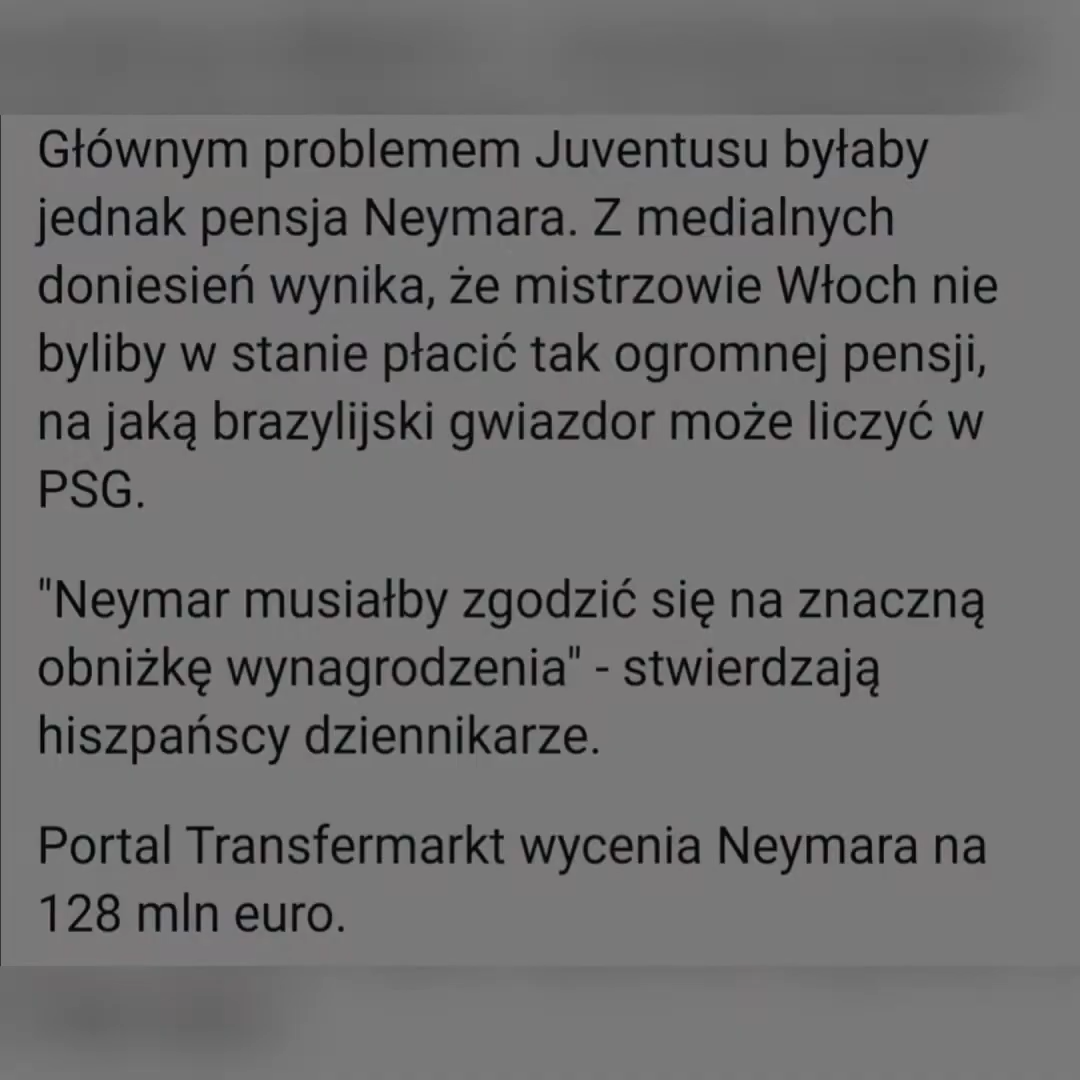 Głównym problemem Juventusu byłaby
jednak pensja Neymara. Z medialnych
doniesień wynika, że mistrzowie Włoch nie
byliby w stanie płacić tak ogromnej pensji,
na jaką brazylijski gwiazdor może liczyć w
PSG.
"Neymar musiałby zgodzić się na znaczną
obniżkę wynagrodzenia" - stwierdzają
hiszpańscy dziennikarze.
Portal Transfermarkt wycenia Neymara na
128 mln euro.